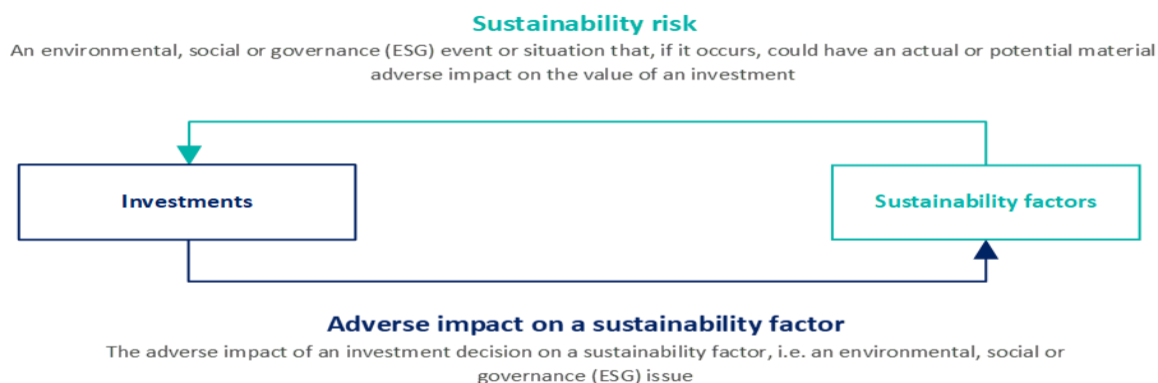 Sustainability risk
An environmental, social or governance (ESG) event or situation that, if it occurs, could have an actual or potential material
adverse impact on the value of an investment
Investments
Sustainability factors
Adverse impact on a sustainability factor
The adverse impact of an investment decision on a sustainability factor, i.e. an environmental, social or
governance (ESG) issue